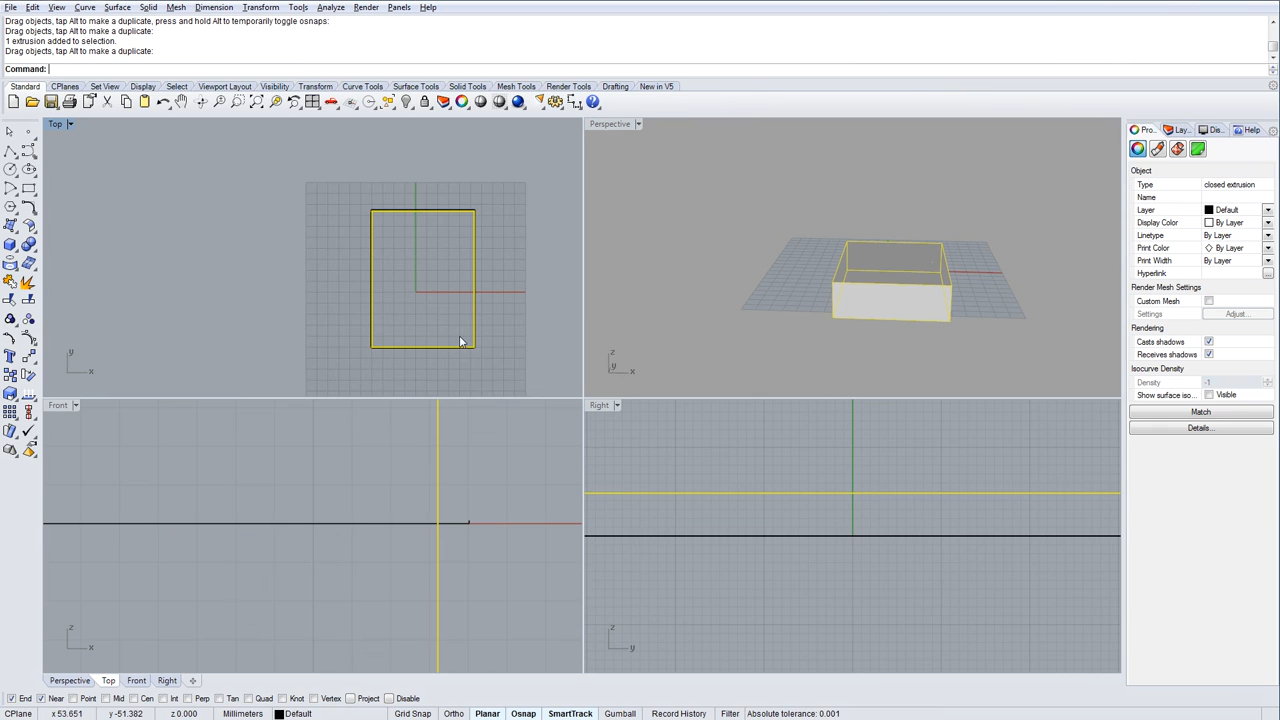 File Edit View Curve Surface Solid Mesh Dimension Transform Tools Analyze Render Panels Help
Drag objects, tap Alt to make a duplicate, press and hold Alt to temporarily toggle osnaps:
Drag objects, tap Alt to make a duplicate:
1 extrusion added to selection.
Drag objects, tap Alt to make a duplicate:
Command:
Standard CPlanes Set View Display Select Viewport Layout Visibility Transform Curve Tools Surface Tools Solid Tools Mesh Tools Render Tools Drafting New in V5
Top
Perspective
Pro... Lay... Dis... Help
Object
Type closed extrusion
Name
Layer Default
Display Color By Layer
Linetype By Layer
Print Color By Layer
Print Width By Layer
Hyperlink ...
Render Mesh Settings
Custom Mesh
Settings Adjust...
Rendering
Casts shadows
Receives shadows
Isocurve Density
Density -1
Show surface iso... Visible
Match
Details...
y
x
z
y
x
Front
Right
z
x
z
y
Perspective Top Front Right
End Near Point Mid Cen Int Perp Tan Quad Knot Vertex Project Disable
CPlane x 53.651 y -51.382 z 0.000 Millimeters Default Grid Snap Ortho Planar Osnap SmartTrack Gumball Record History Filter Absolute tolerance: 0.001